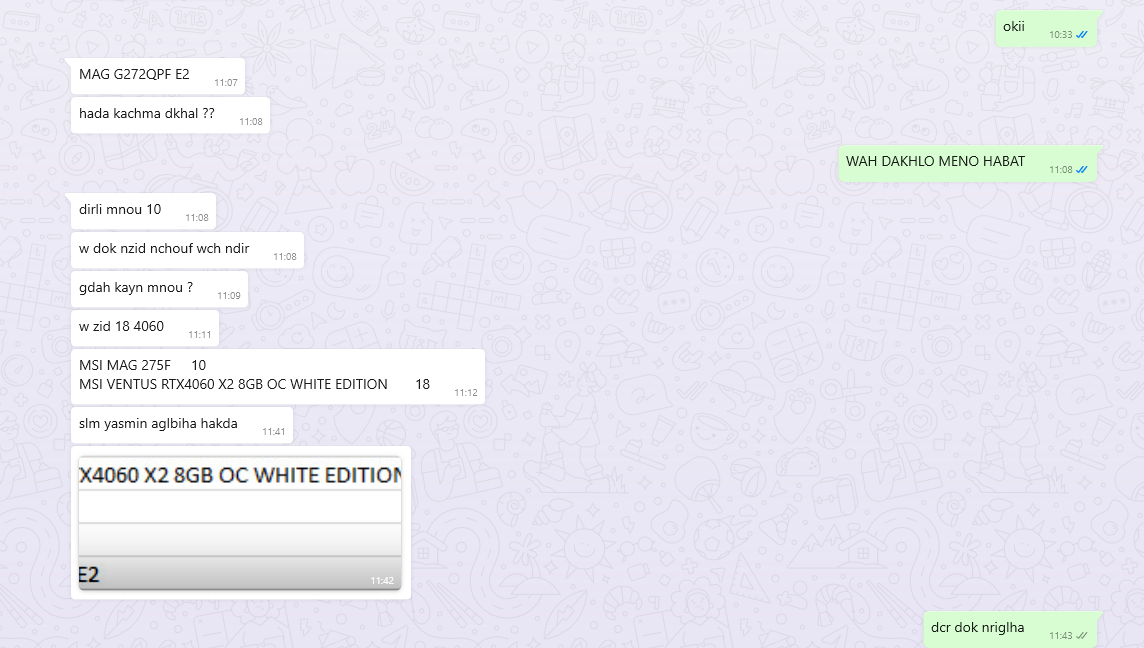 okii
10:33
MAG G272QPF E2
11:07
hada kachma dkhal ??
11:08
WAH DAKHLO MENO HABAT
11:08
dirli mnou 10
11:08
w dok nzid nchouf wch ndir
11:08
gdah kayn mnou ?
11:09
w zid 18 4060
11:11
MSI MAG 275F 10
MSI VENTUS RTX4060 X2 8GB OC WHITE EDITION 18
11:12
slm yasmin aglbiha hakda
11:41
X4060 X2 8GB OC WHITE EDITION
E2
11:42
dcr dok nriglha
11:43